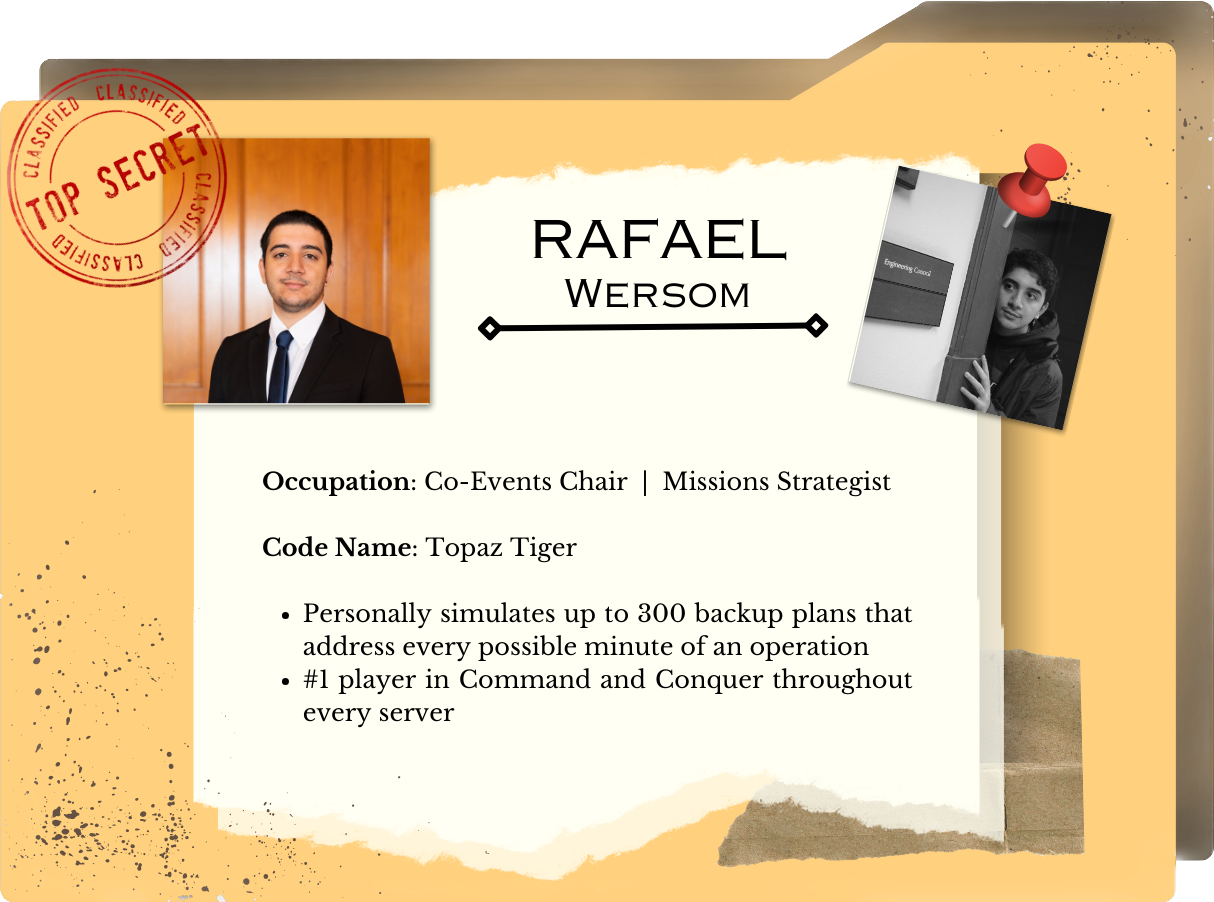 CLASSIFIED
CLASSIFIED
TOP SECRET
CLASSIFIED
CLASSIFIED
CLASSIFIED
RAFAEL
WERSOM
Engineering Council
Occupation: Co-Events Chair | Missions Strategist
Code Name: Topaz Tiger
• Personally simulates up to 300 backup plans that
address every possible minute of an operation
• #1 player in Command and Conquer throughout
every server